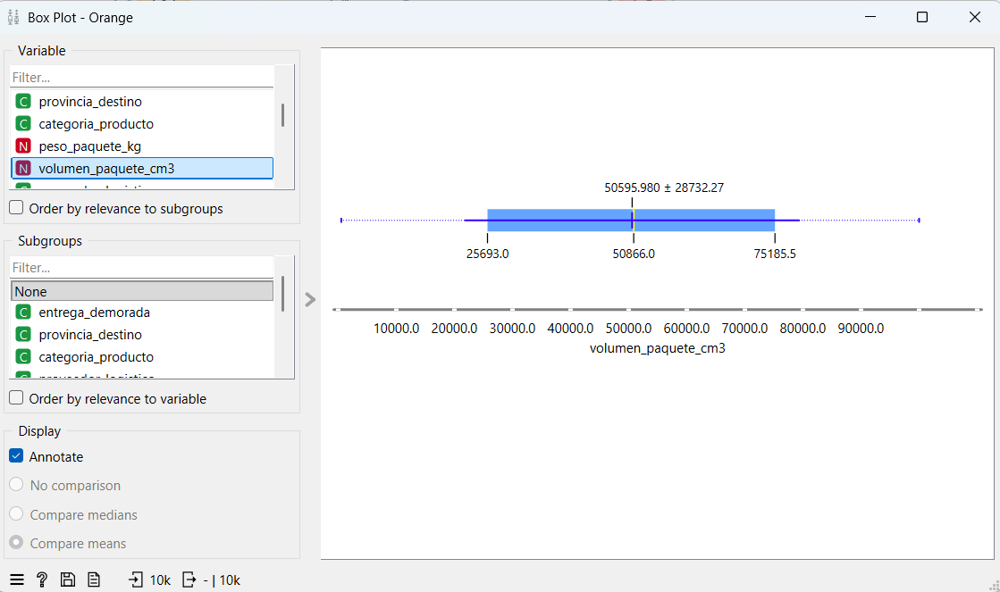 Box Plot - Orange
Variable
Filter...
C provincia_destino
C categoria_producto
N peso_paquete_kg
N volumen_paquete_cm3
Order by relevance to subgroups
Subgroups
Filter...
None
C entrega_demorada
C provincia_destino
C categoria_producto
Order by relevance to variable
Display
Annotate
No comparison
Compare medians
Compare means
? 10k - | 10k
50595.980 ± 28732.27
25693.0 50866.0 75185.5
10000.0 20000.0 30000.0 40000.0 50000.0 60000.0 70000.0 80000.0 90000.0
volumen_paquete_cm3